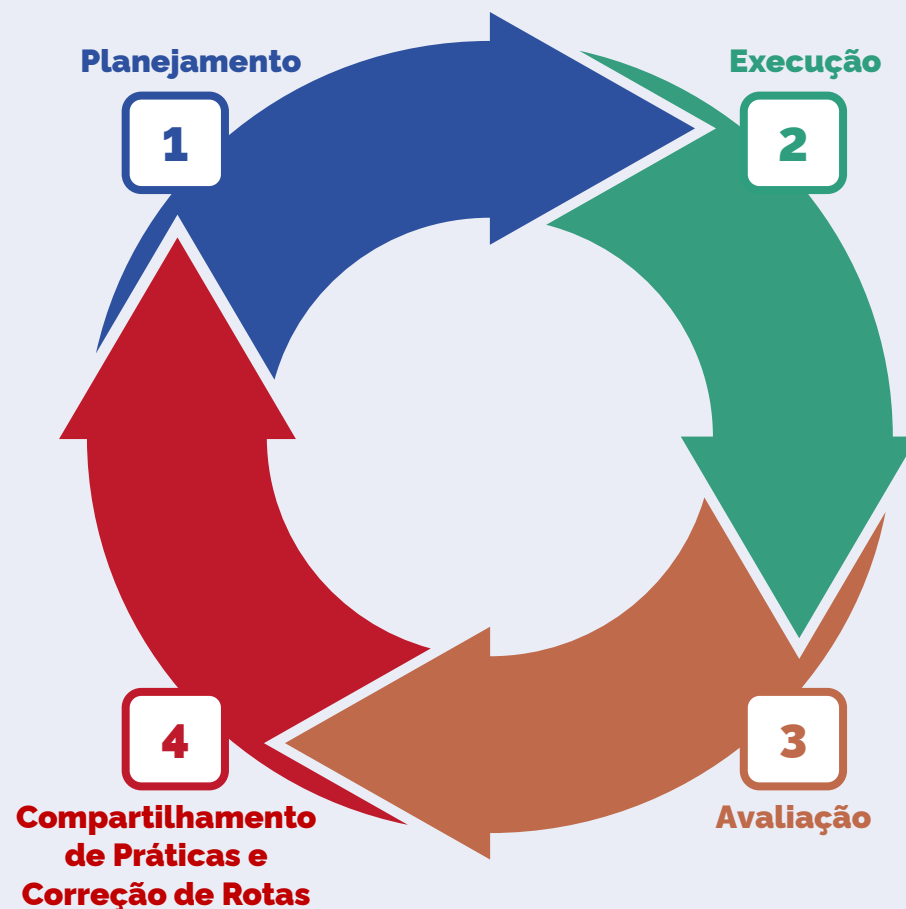 Planejamento
1
Execução
2
3
Avaliação
4
Compartilhamento
de Práticas e
Correção de Rotas